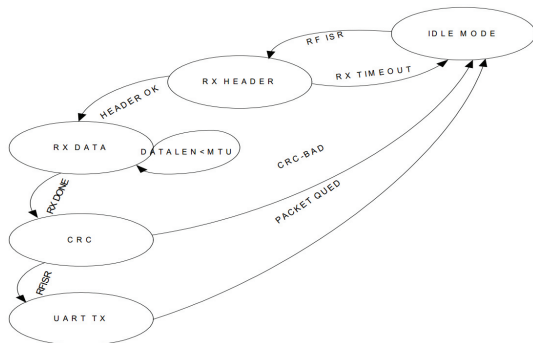 IDLE MODE
RF ISR
RX HEADER
RX TIMEOUT
HEADER OK
RX DATA
DATALEN<MTU
CRC-BAD
RX DONE
PACKET QUED
CRC
RFISR
UART TX